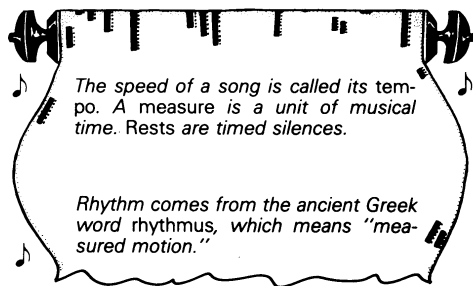 The speed of a song is called its tem-
po. A measure is a unit of musical
time. Rests are timed silences.
Rhythm comes from the ancient Greek
word rhythmus, which means "mea-
sured motion."